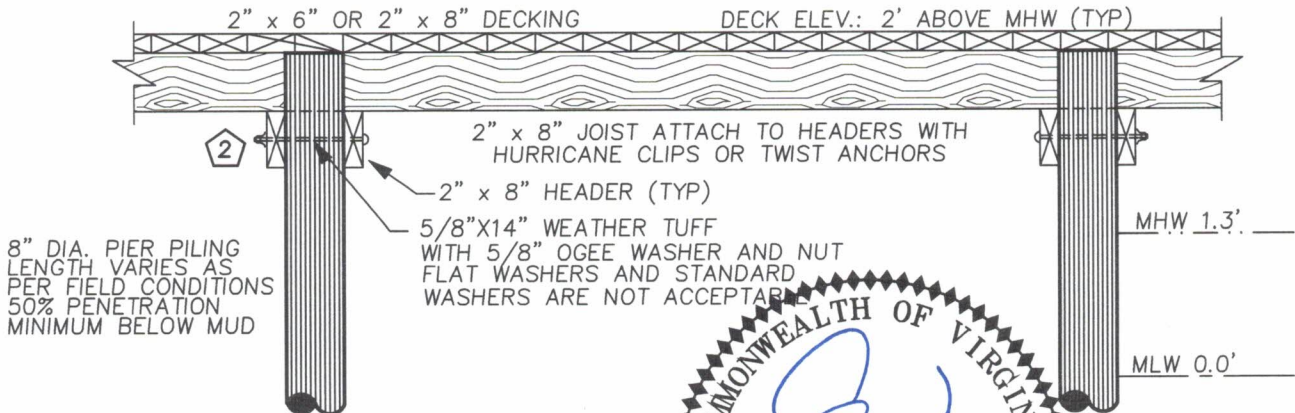 2" x 6" OR 2" x 8" DECKING
DECK ELEV.: 2' ABOVE MHW (TYP)
2
2" x 8" JOIST ATTACH TO HEADERS WITH
HURRICANE CLIPS OR TWIST ANCHORS
2" x 8" HEADER (TYP)
5/8"X14" WEATHER TUFF
WITH 5/8" OGEE WASHER AND NUT
FLAT WASHERS AND STANDARD
WASHERS ARE NOT ACCEPTABLE
8" DIA. PIER PILING
LENGTH VARIES AS
PER FIELD CONDITIONS
50% PENETRATION
MINIMUM BELOW MUD
MHW 1.3'
MLW 0.0'
MMONWEALTH OF VIRGIN